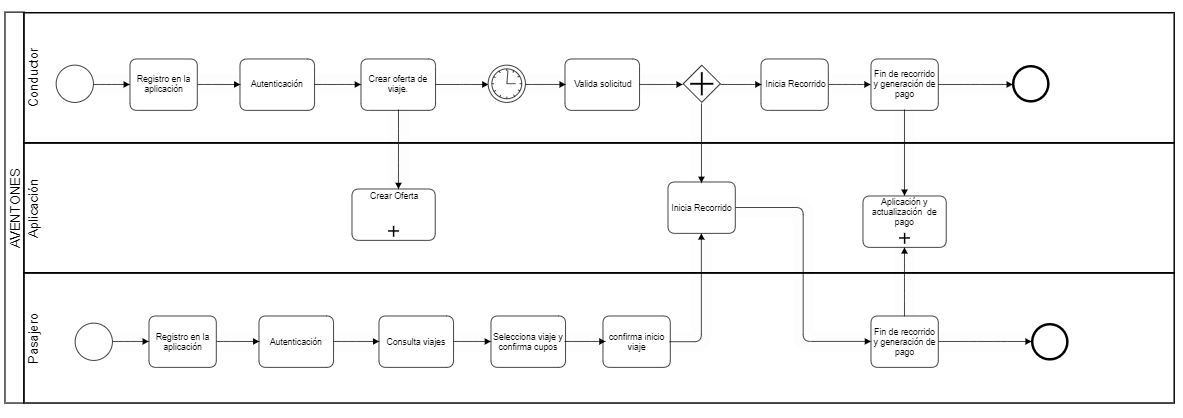 AVENTONES
Conductor
Registro en la
aplicación
Autenticación
Crear oferta de
viaje.
Valida solicitud
Inicia Recorrido
Fin de recorrido
y generación de
pago
Aplicación
Crear Oferta
Inicia Recorrido
Aplicación y
actualización de
pago
Pasajero
Registro en la
aplicación
Autenticación
Consulta viajes
Selecciona viaje y
confirma cupos
confirma inicio
viaje
Fin de recorrido
y generación de
pago